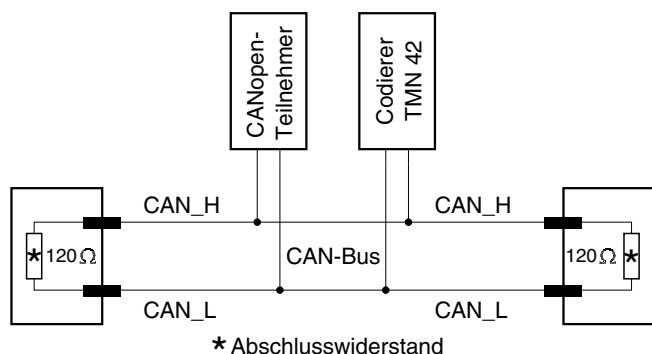 CANopen-
Teilnehmer
Codierer
TMN 42
CAN_H
CAN_H
* 120 Ω
CAN-Bus
120 Ω *
CAN_L
CAN_L
* Abschlusswiderstand